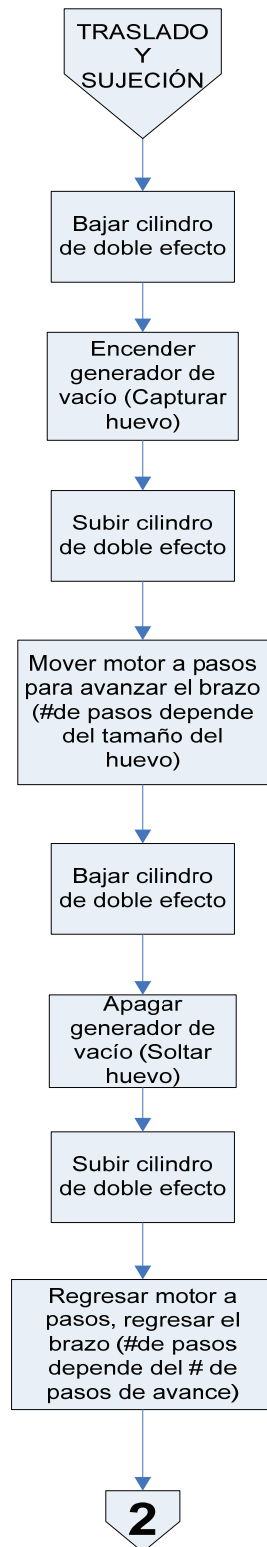 TRASLADO
Y
SUJECIÓN
Bajar cilindro
de doble efecto
Encender
generador de
vacío (Capturar
huevo)
Subir cilindro
de doble efecto
Mover motor a pasos
para avanzar el brazo
(#de pasos depende
del tamaño del
huevo)
Bajar cilindro
de doble efecto
Apagar
generador de
vacío (Soltar
huevo)
Subir cilindro
de doble efecto
Regresar motor a
pasos, regresar el
brazo (#de pasos
depende del # de
pasos de avance)
2